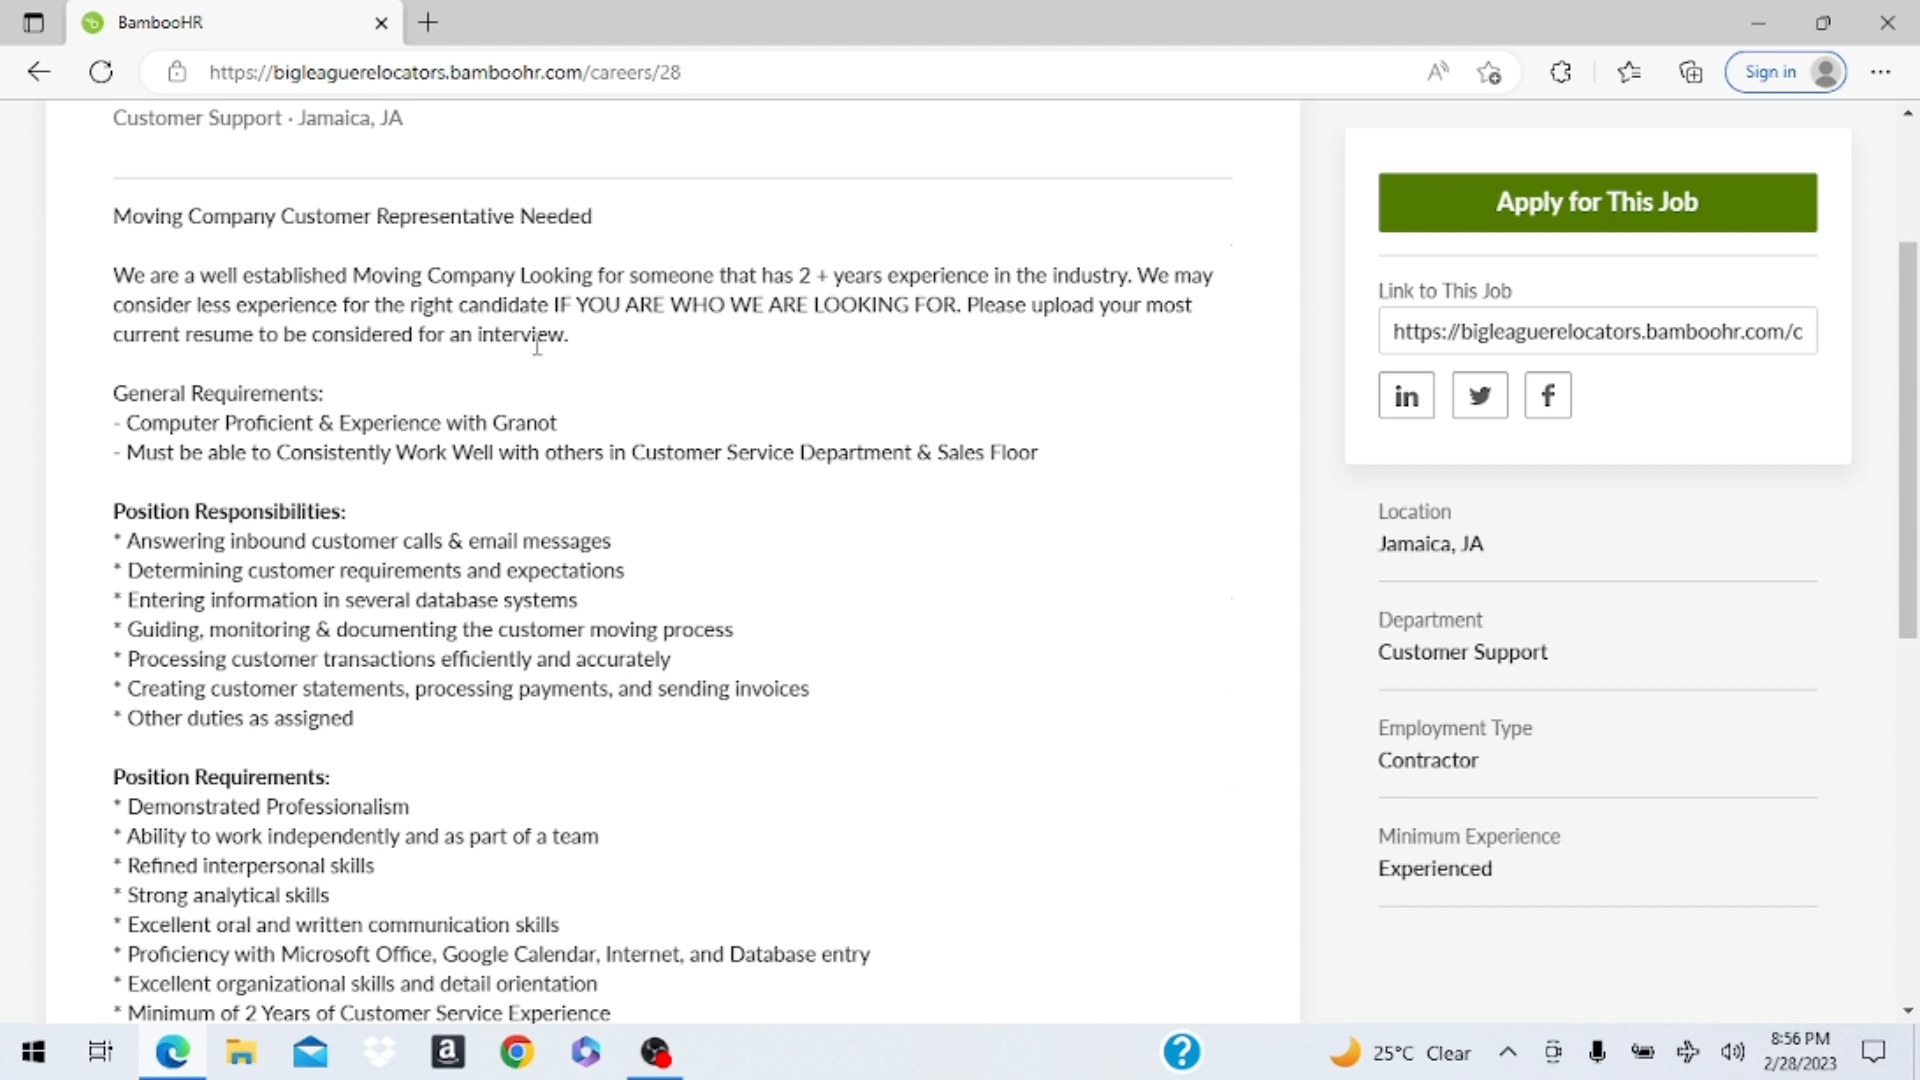 BambooHR
https://bigleaguerelocators.bamboohr.com/careers/28
Sign in
Customer Support · Jamaica, JA
Moving Company Customer Representative Needed
We are a well established Moving Company Looking for someone that has 2 + years experience in the industry. We may
consider less experience for the right candidate IF YOU ARE WHO WE ARE LOOKING FOR. Please upload your most
current resume to be considered for an interview.
General Requirements:
- Computer Proficient & Experience with Granot
- Must be able to Consistently Work Well with others in Customer Service Department & Sales Floor
Position Responsibilities:
* Answering inbound customer calls & email messages
* Determining customer requirements and expectations
* Entering information in several database systems
* Guiding, monitoring & documenting the customer moving process
* Processing customer transactions efficiently and accurately
* Creating customer statements, processing payments, and sending invoices
* Other duties as assigned
Position Requirements:
* Demonstrated Professionalism
* Ability to work independently and as part of a team
* Refined interpersonal skills
* Strong analytical skills
* Excellent oral and written communication skills
* Proficiency with Microsoft Office, Google Calendar, Internet, and Database entry
* Excellent organizational skills and detail orientation
* Minimum of 2 Years of Customer Service Experience
Apply for This Job
Link to This Job
https://bigleaguerelocators.bamboohr.com/c
in
f
Location
Jamaica, JA
Department
Customer Support
Employment Type
Contractor
Minimum Experience
Experienced
a
?
25°C Clear
8:56 PM
2/28/2023